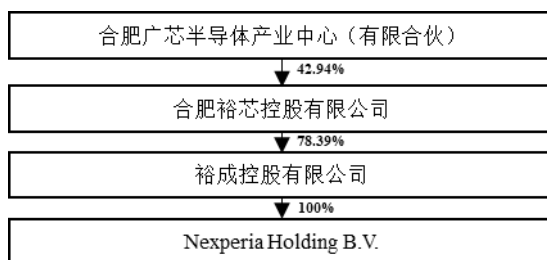 合肥广芯半导体产业中心（有限合伙）
42.94%
合肥裕芯控股有限公司
78.39%
裕成控股有限公司
100%
Nexperia Holding B.V.